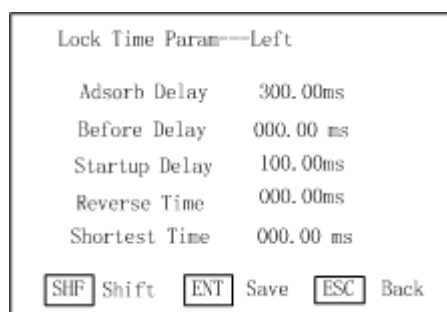 Lock Time Param---Left
Adsorb Delay 300.00ms
Before Delay 000.00 ms
Startup Delay 100.00ms
Reverse Time 000.00ms
Shortest Time 000.00 ms
SHF Shift ENT Save ESC Back